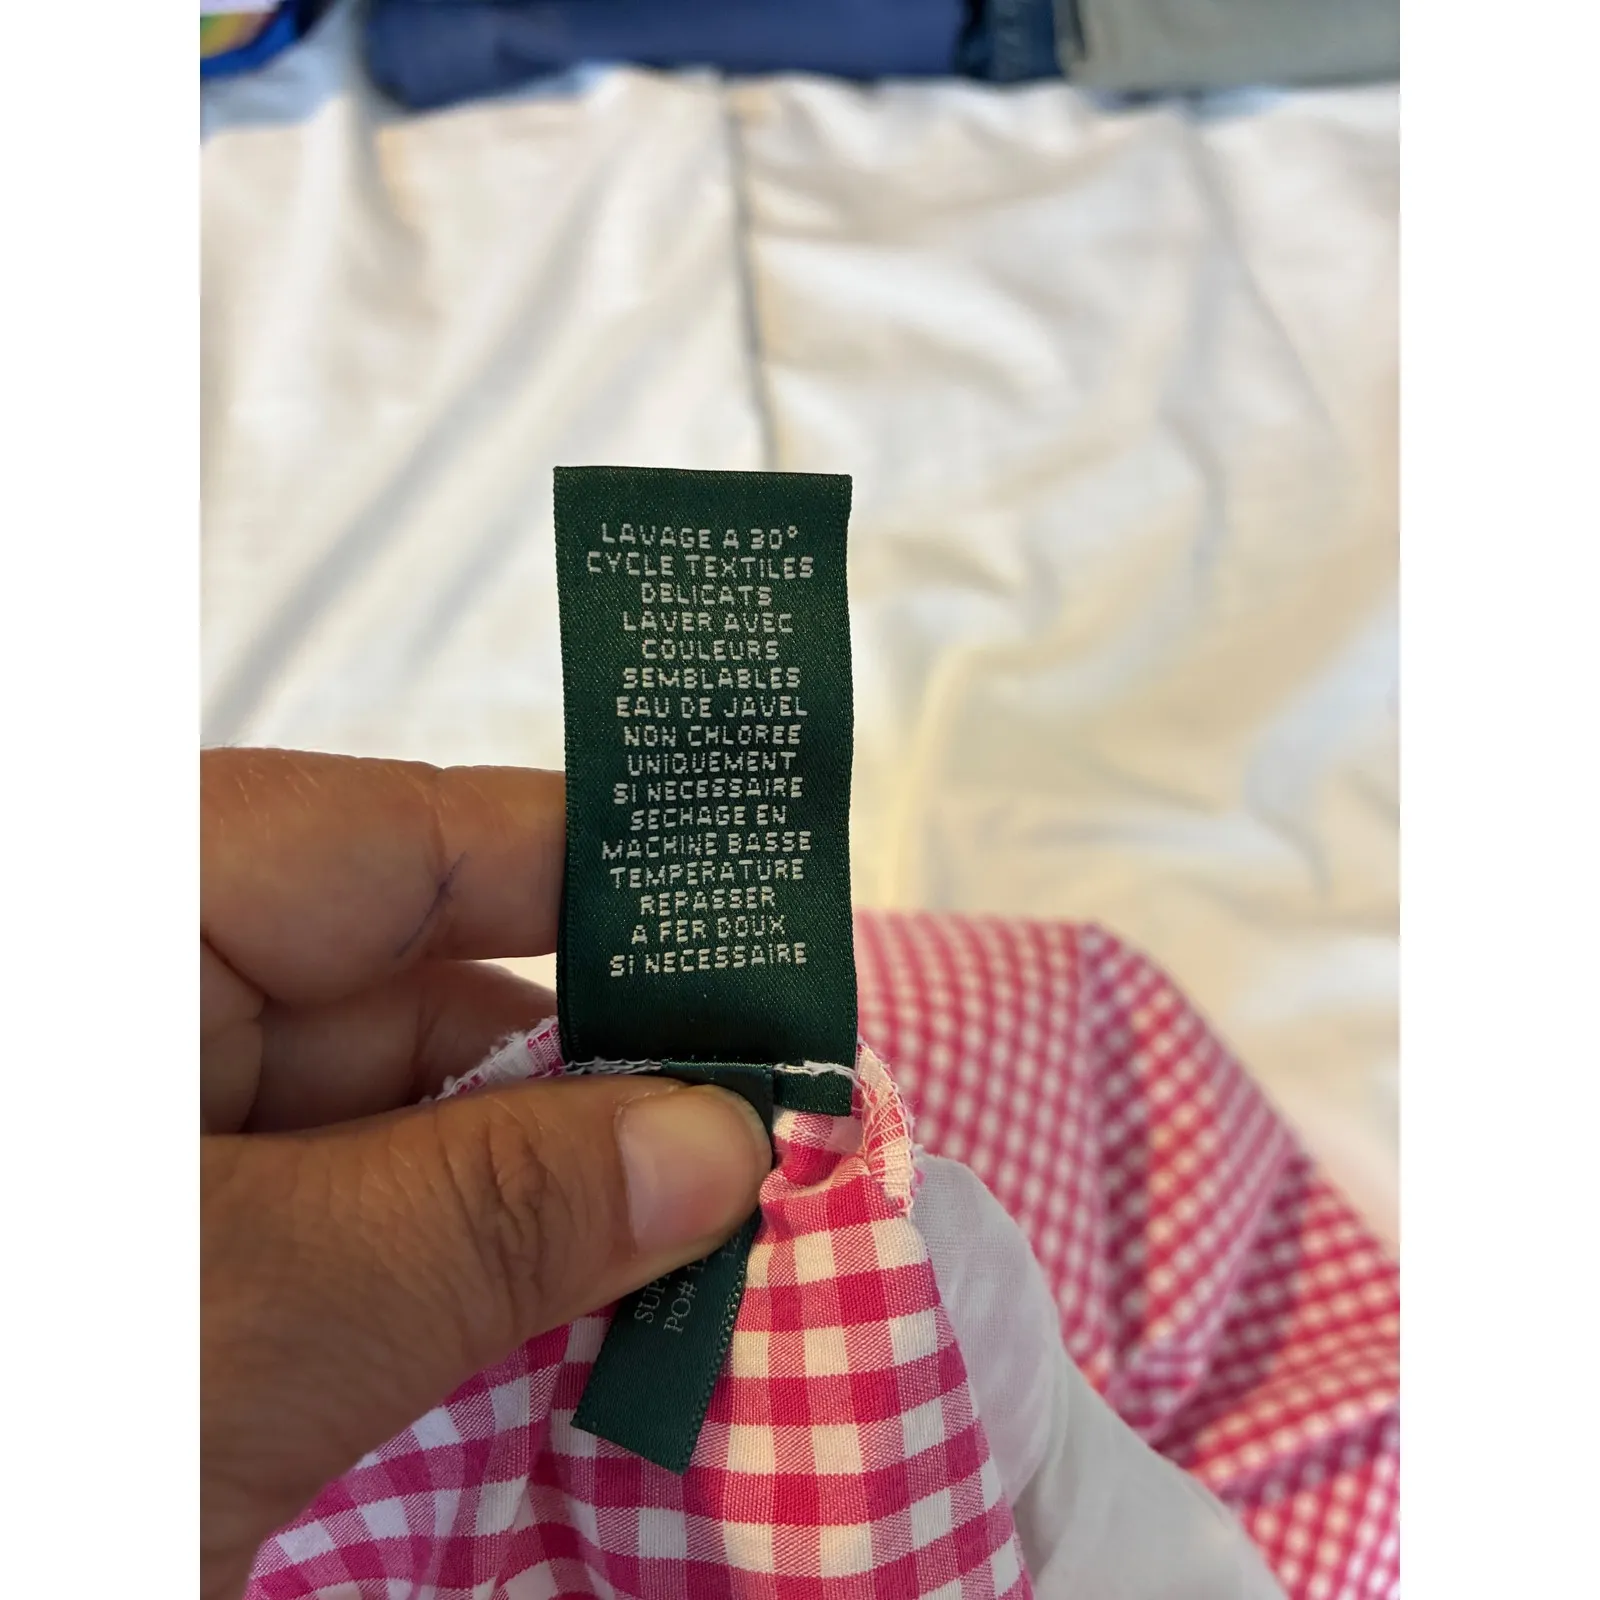 LAVAGE A 30°
CYCLE TEXTILES
DELICATS
LAVER AVEC
COULEURS
SEMBLABLES
EAU DE JAVEL
NON CHLOREE
UNIQUEMENT
SI NECESSAIRE
SECHAGE EN
MACHINE BASSE
TEMPERATURE
REPASSER
A FER DOUX
SI NECESSAIRE
PO#